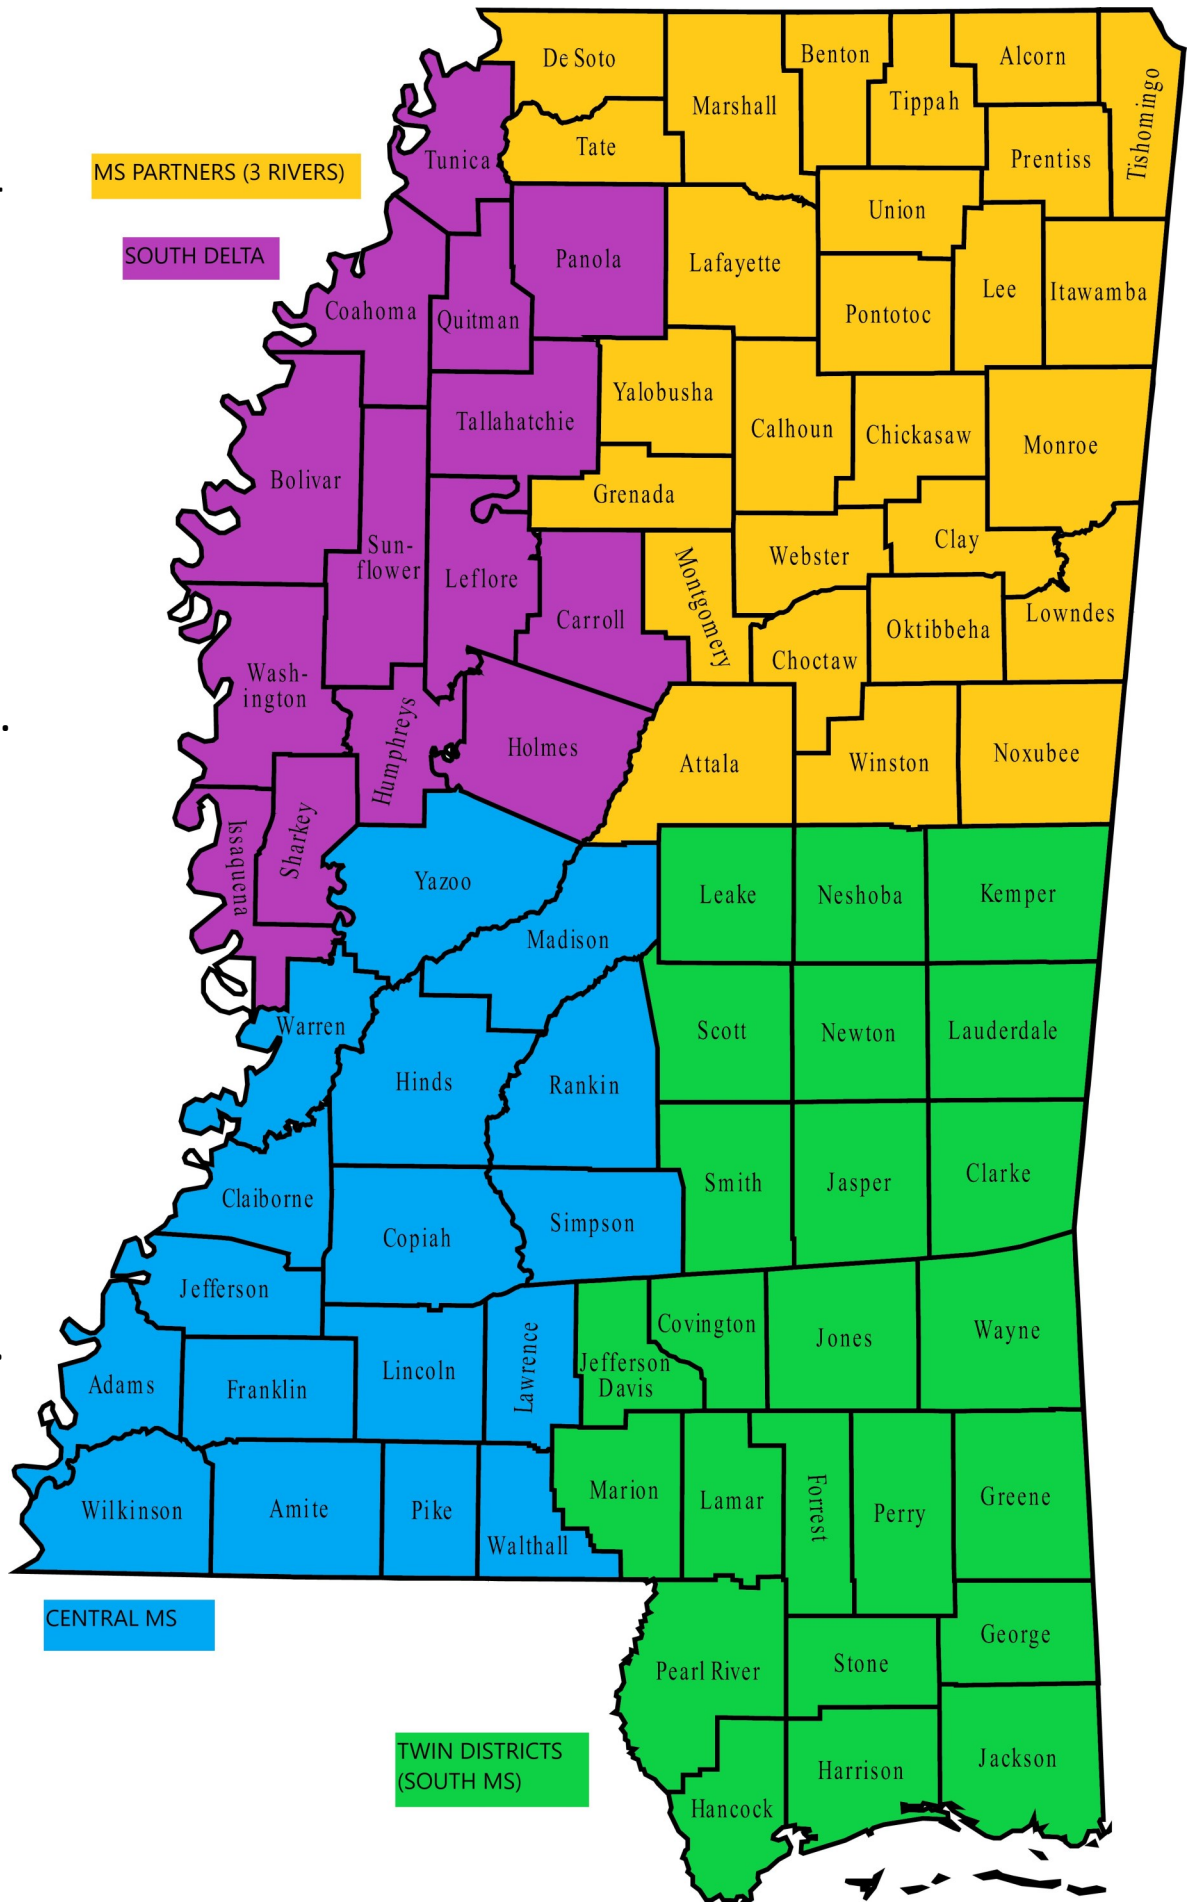 De Soto
Benton
Alcorn
Marshall
Tippah
Tishomingo
Tate
Tunica
Prentiss
MS PARTNERS (3 RIVERS)
Union
SOUTH DELTA
Panola
Lafayette
Lee
Itawamba
Coahoma
Quitman
Pontotoc
Yalobusha
Tallahatchie
Calhoun
Chickasaw
Monroe
Bolivar
Grenada
Sun-
flower
Leflore
Webster
Clay
Montgomery
Carroll
Lowndes
Oktibbeha
Choctaw
Wash-
ington
Humphreys
Holmes
Attala
Winston
Noxubee
Issaquena
Sharkey
Yazoo
Leake
Neshoba
Kemper
Madison
Warren
Scott
Newton
Lauderdale
Hinds
Rankin
Claiborne
Smith
Jasper
Clarke
Copiah
Simpson
Jefferson
Covington
Jones
Wayne
Adams
Franklin
Lincoln
Lawrence
Jefferson
Davis
Wilkinson
Amite
Pike
Walthall
Marion
Lamar
Forrest
Perry
Greene
CENTRAL MS
George
Pearl River
Stone
TWIN DISTRICTS
(SOUTH MS)
Jackson
Harrison
Hancock